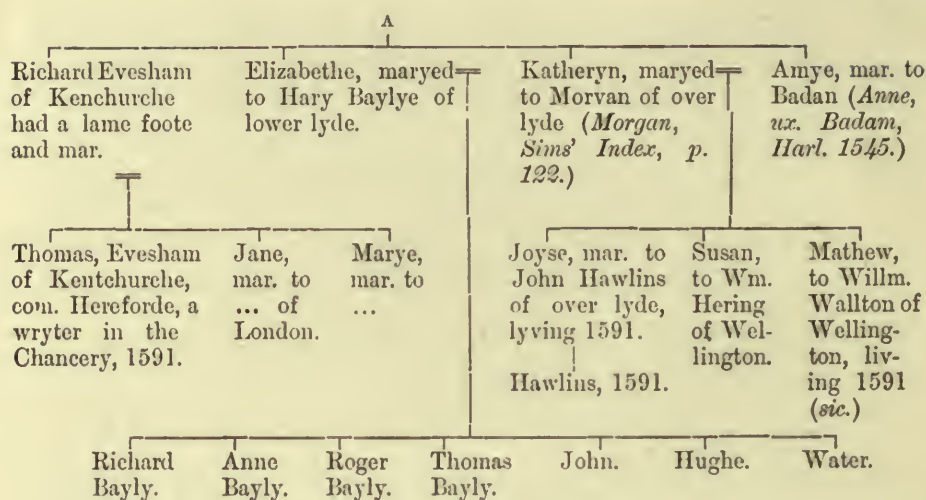 A
Richard Evesham
of Kenchurche
had a lame foote
and mar.
Elizabethe, maryed
to Hary Baylye of
lower lyde.
Katheryn, maryed
to Morvan of over
lyde (Morgan,
Sims' Index, p.
122.)
Amye, mar. to
Badan (Anne,
ux. Badam,
Harl. 1545.)
Thomas, Evesham
of Kentchurche,
com. Hereforde, a
wryter in the
Chancery, 1591.
Jane,
mar. to
... of
London.
Marye,
mar. to
...
Joyse, mar. to
John Hawlins
of over lyde,
lyving 1591.
Hawlins, 1591.
Susan,
to Wm.
Hering
of Wel-
lington.
Mathew,
to Willm.
Wallton of
Welling-
ton, liv-
ing 1591
(sic.)
Richard
Bayly.
Anne
Bayly.
Roger
Bayly.
Thomas
Bayly.
John.
Hughe.
Water.